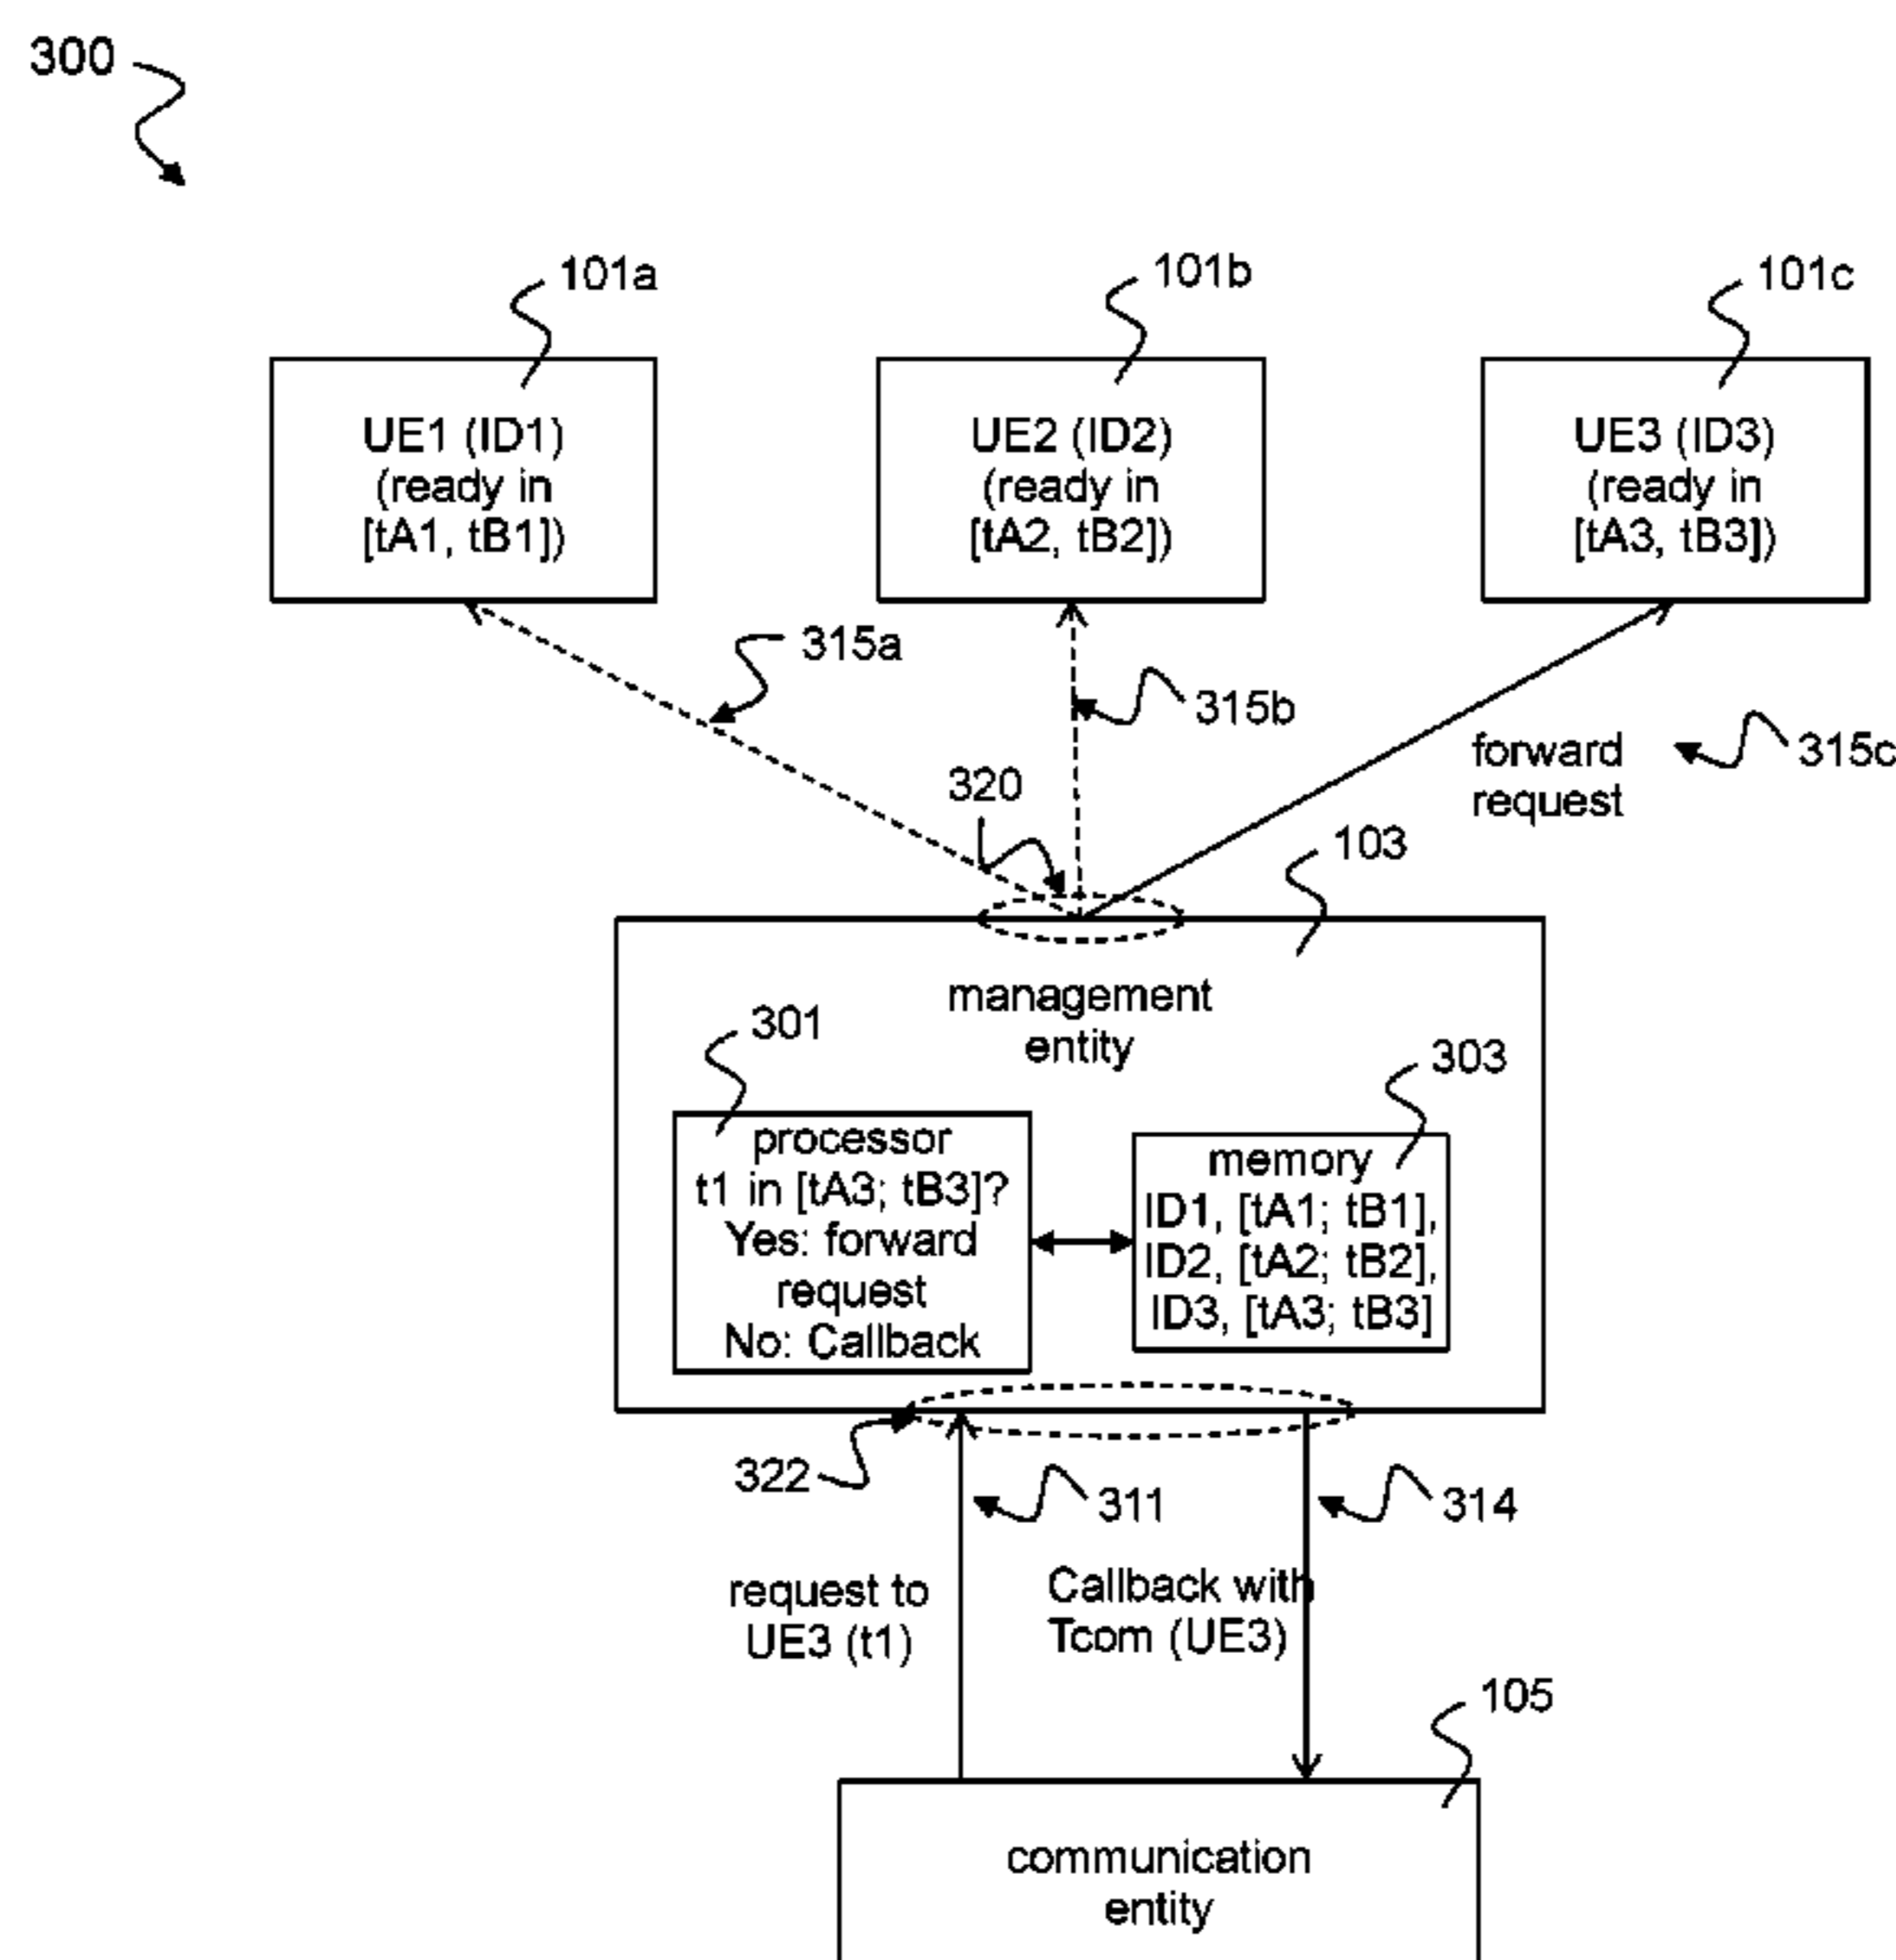 300
101a
101b
101c
UE1 (ID1)
(ready in
[tA1, tB1])
UE2 (ID2)
(ready in
[tA2, tB2])
UE3 (ID3)
(ready in
[tA3, tB3])
315a
315b
forward
request
315c
320
103
management
entity
301
303
processor
t1 in [tA3; tB3]?
Yes: forward
request
No: Callback
memory
ID1, [tA1; tB1],
ID2, [tA2; tB2],
ID3, [tA3; tB3]
322
311
314
request to
UE3 (t1)
Callback with
Tcom (UE3)
105
communication
entity